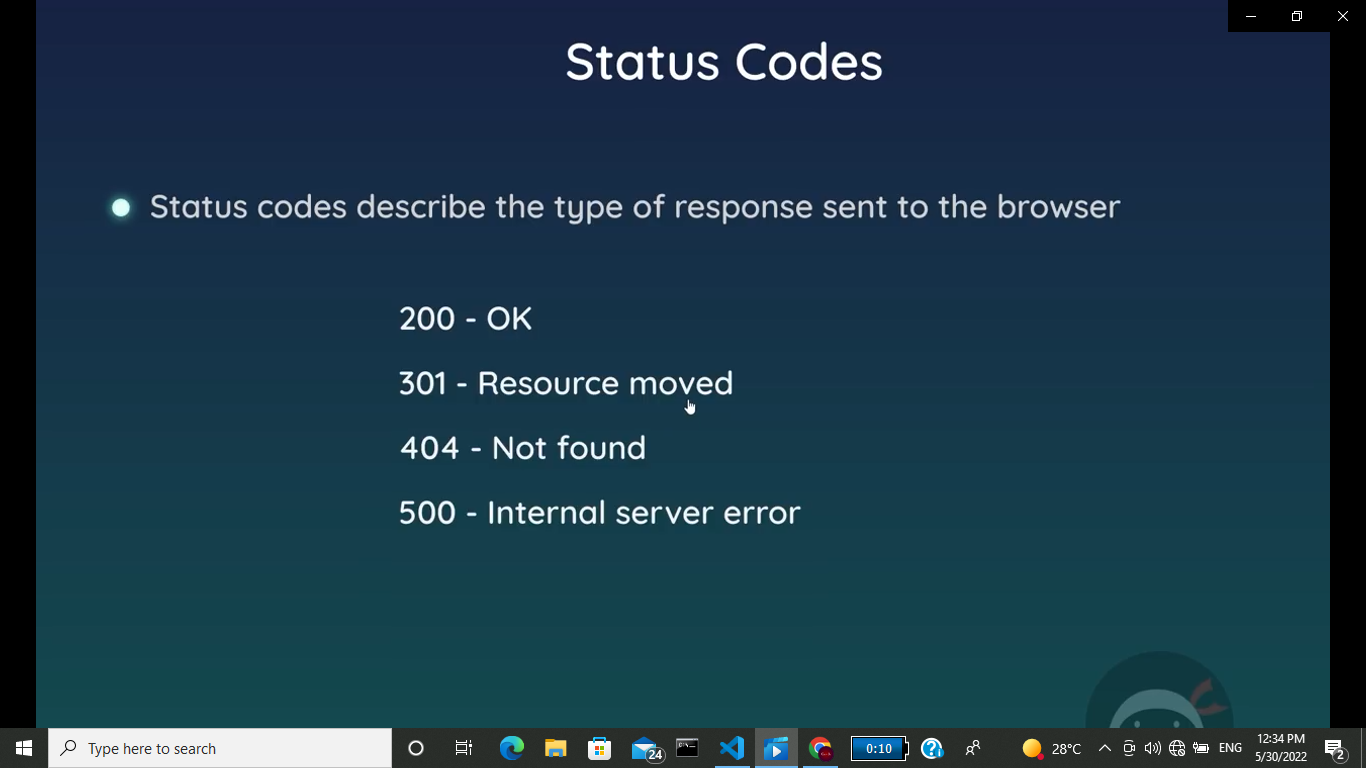 Status Codes
Status codes describe the type of response sent to the browser
200 - OK
301 - Resource moved
404 - Not found
500 - Internal server error
Type here to search
24
0:10
28°C
ENG
12:34 PM
5/30/2022
2